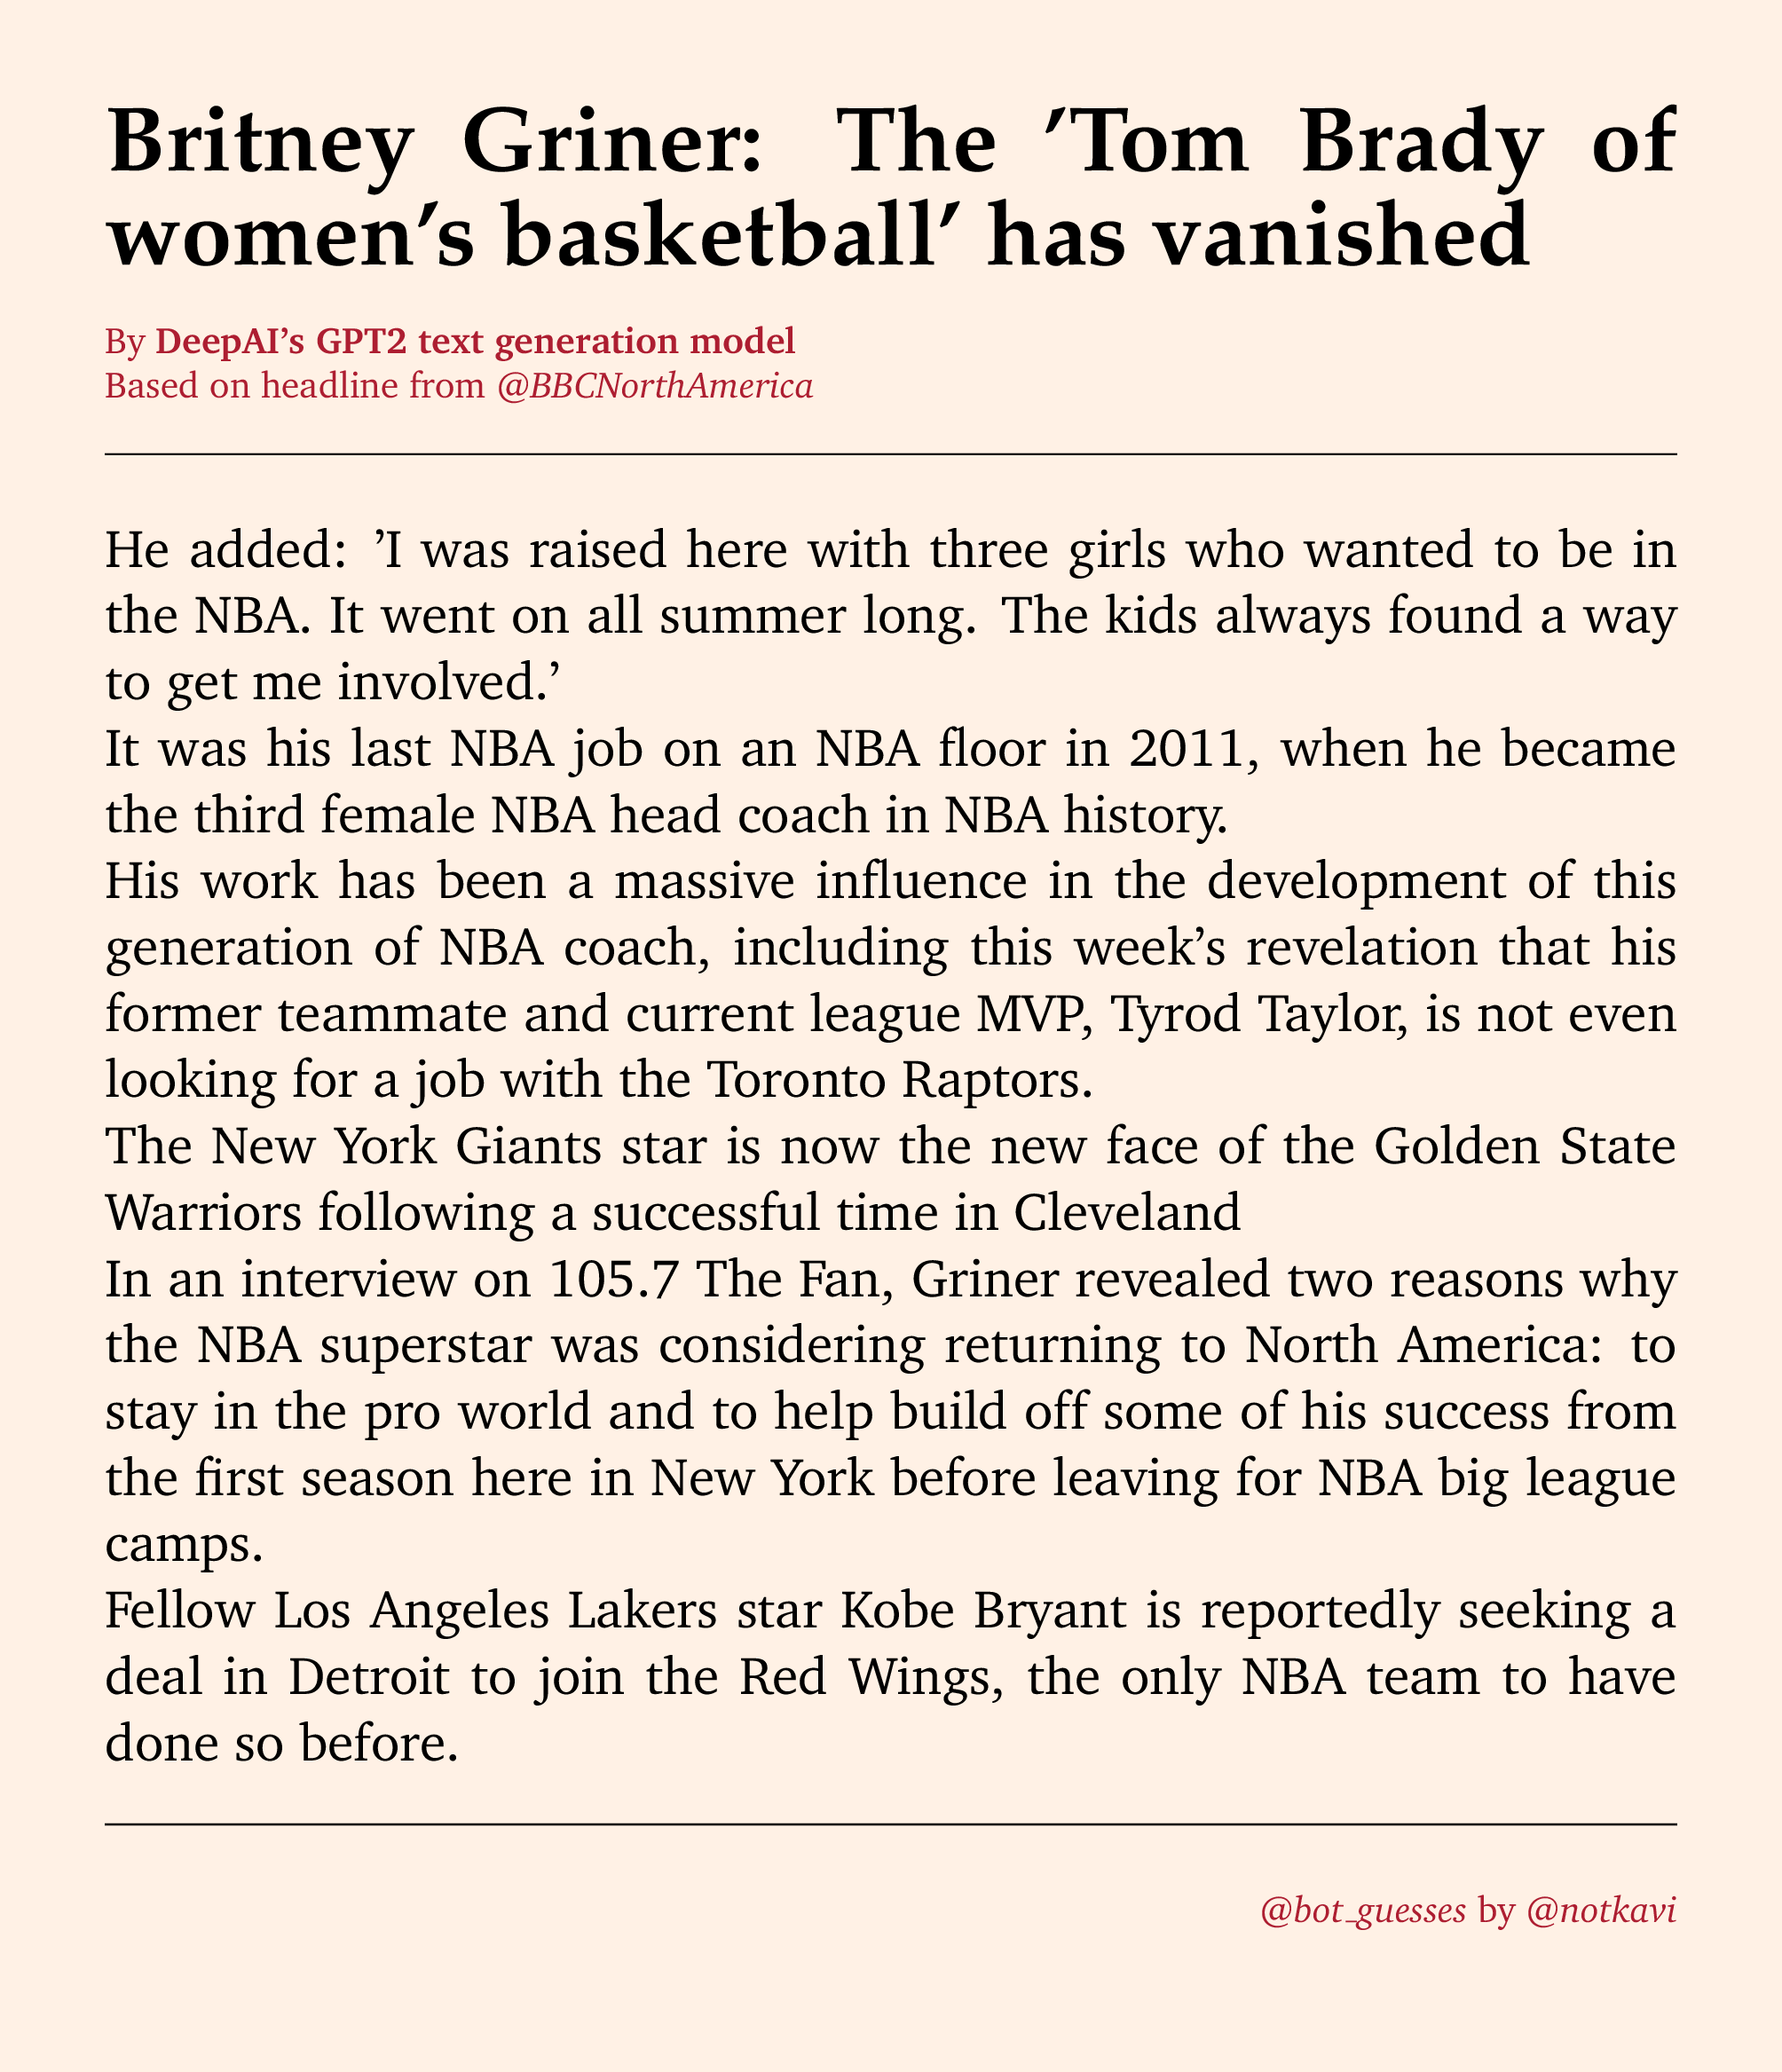 Britney Griner: The ’Tom Brady of
women’s basketball’ has vanished
By DeepAI’s GPT2 text generation model
Based on headline from @BBCNorthAmerica
He added: ’I was raised here with three girls who wanted to be in
the NBA. It went on all summer long. The kids always found a way
to get me involved.’
It was his last NBA job on an NBA floor in 2011, when he became
the third female NBA head coach in NBA history.
His work has been a massive influence in the development of this
generation of NBA coach, including this week’s revelation that his
former teammate and current league MVP, Tyrod Taylor, is not even
looking for a job with the Toronto Raptors.
The New York Giants star is now the new face of the Golden State
Warriors following a successful time in Cleveland
In an interview on 105.7 The Fan, Griner revealed two reasons why
the NBA superstar was considering returning to North America: to
stay in the pro world and to help build off some of his success from
the first season here in New York before leaving for NBA big league
camps.
Fellow Los Angeles Lakers star Kobe Bryant is reportedly seeking a
deal in Detroit to join the Red Wings, the only NBA team to have
done so before.
@bot_guesses by @notkavi